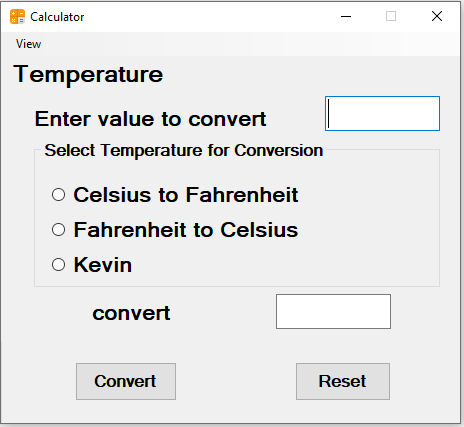 Calculator
View
Temperature
Enter value to convert
Select Temperature for Conversion
Celsius to Fahrenheit
Fahrenheit to Celsius
Kevin
convert
Convert Reset